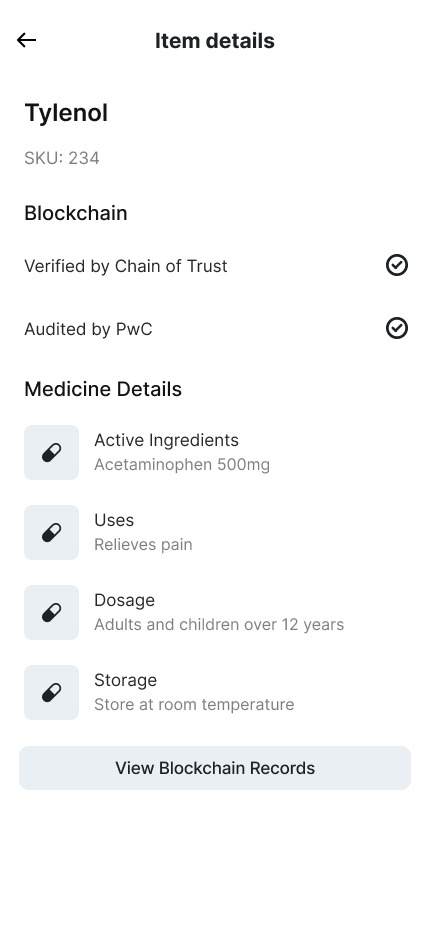 Item details
Tylenol
SKU: 234
Blockchain
Verified by Chain of Trust
Audited by PwC
Medicine Details
Active Ingredients
Acetaminophen 500mg
Uses
Relieves pain
Dosage
Adults and children over 12 years
Storage
Store at room temperature
View Blockchain Records